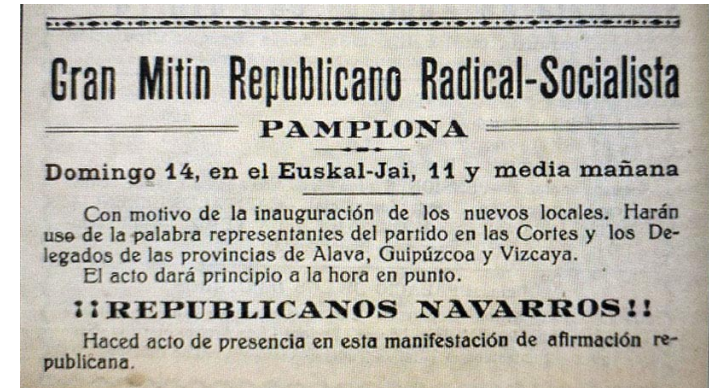 Gran Mitin Republicano Radical-Socialista
PAMPLONA
Domingo 14, en el Euskal-Jai, 11 y media mañana
Con motivo de la inauguración de los nuevos locales. Harán
uso de la palabra representantes del partido en las Cortes y los De-
legados de las provincias de Alava, Guipúzcoa y Vizcaya.
El acto dará principio a la hora en punto.
¡¡REPUBLICANOS NAVARROS!!
Haced acto de presencia en esta manifestación de afirmación re-
publicana.